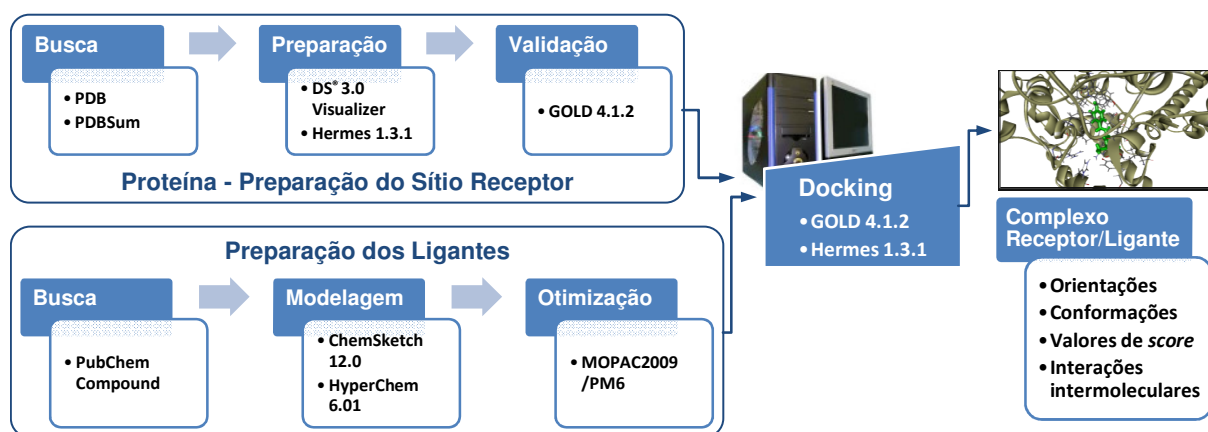 Busca
• PDB
• PDBSum
Preparação
• DS® 3.0
Visualizer
• Hermes 1.3.1
Validação
• GOLD 4.1.2
Proteína - Preparação do Sítio Receptor
Preparação dos Ligantes
Busca
• PubChem
Compound
Modelagem
• ChemSketch
12.0
• HyperChem
6.01
Otimização
• MOPAC2009
/PM6
Docking
• GOLD 4.1.2
• Hermes 1.3.1
Complexo
Receptor/Ligante
• Orientações
• Conformações
• Valores de score
• Interações
intermoleculares